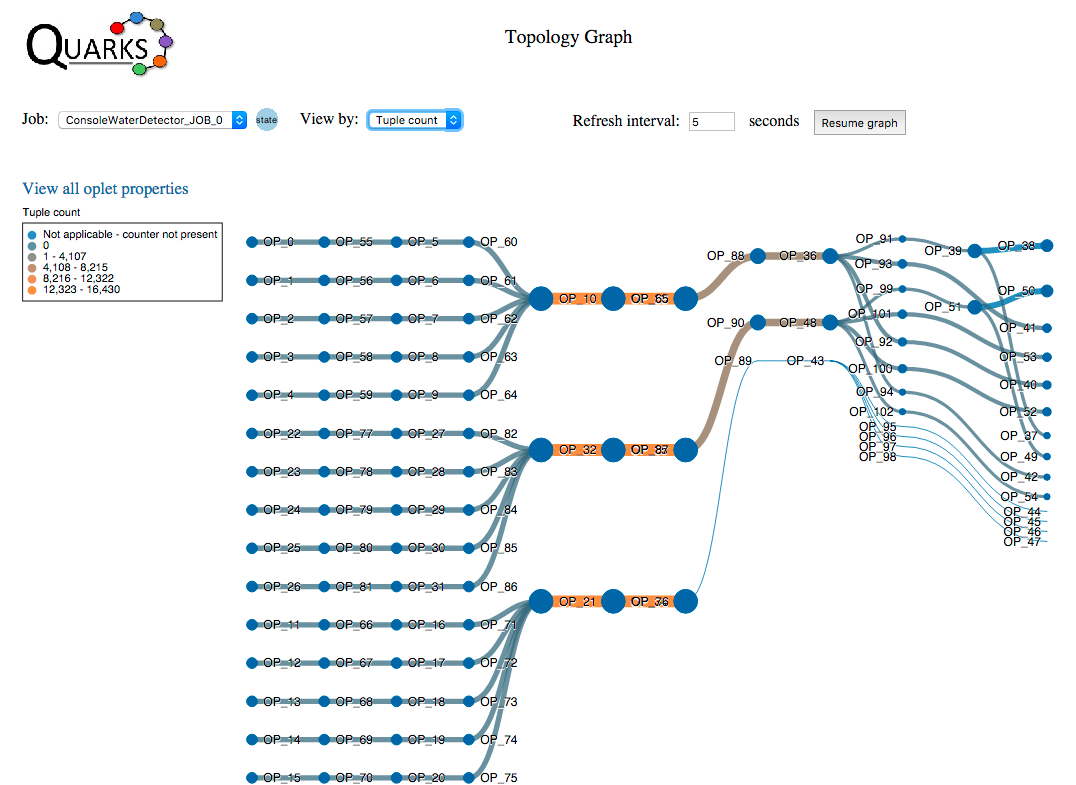 QUARKS
Topology Graph
Job: ConsoleWaterDetector_JOB_0 state View by: Tuple count Refresh interval: 5 seconds Resume graph
View all oplet properties
Tuple count
Not applicable - counter not present
0
1 - 4,107
4,108 - 8,215
8,216 - 12,322
12,323 - 16,430
OP_0 OP_55 OP_5 OP_60
OP_1 OP_56 OP_6 OP_61
OP_2 OP_57 OP_7 OP_62
OP_3 OP_58 OP_8 OP_63
OP_4 OP_59 OP_9 OP_64
OP_22 OP_77 OP_27 OP_82
OP_23 OP_78 OP_28 OP_83
OP_24 OP_79 OP_29 OP_84
OP_25 OP_80 OP_30 OP_85
OP_26 OP_81 OP_31 OP_86
OP_11 OP_66 OP_16 OP_71
OP_12 OP_67 OP_17 OP_72
OP_13 OP_68 OP_18 OP_73
OP_14 OP_69 OP_19 OP_74
OP_15 OP_70 OP_20 OP_75
OP_10
OP_32
OP_21
OP_88 OP_36
OP_90 OP_48
OP_89 OP_43
OP_91
OP_93
OP_99
OP_101
OP_92
OP_100
OP_94
OP_102
OP_95
OP_96
OP_97
OP_98
OP_39
OP_51
OP_38
OP_50
OP_41
OP_53
OP_40
OP_52
OP_37
OP_49
OP_42
OP_54
OP_44
OP_45
OP_46
OP_47